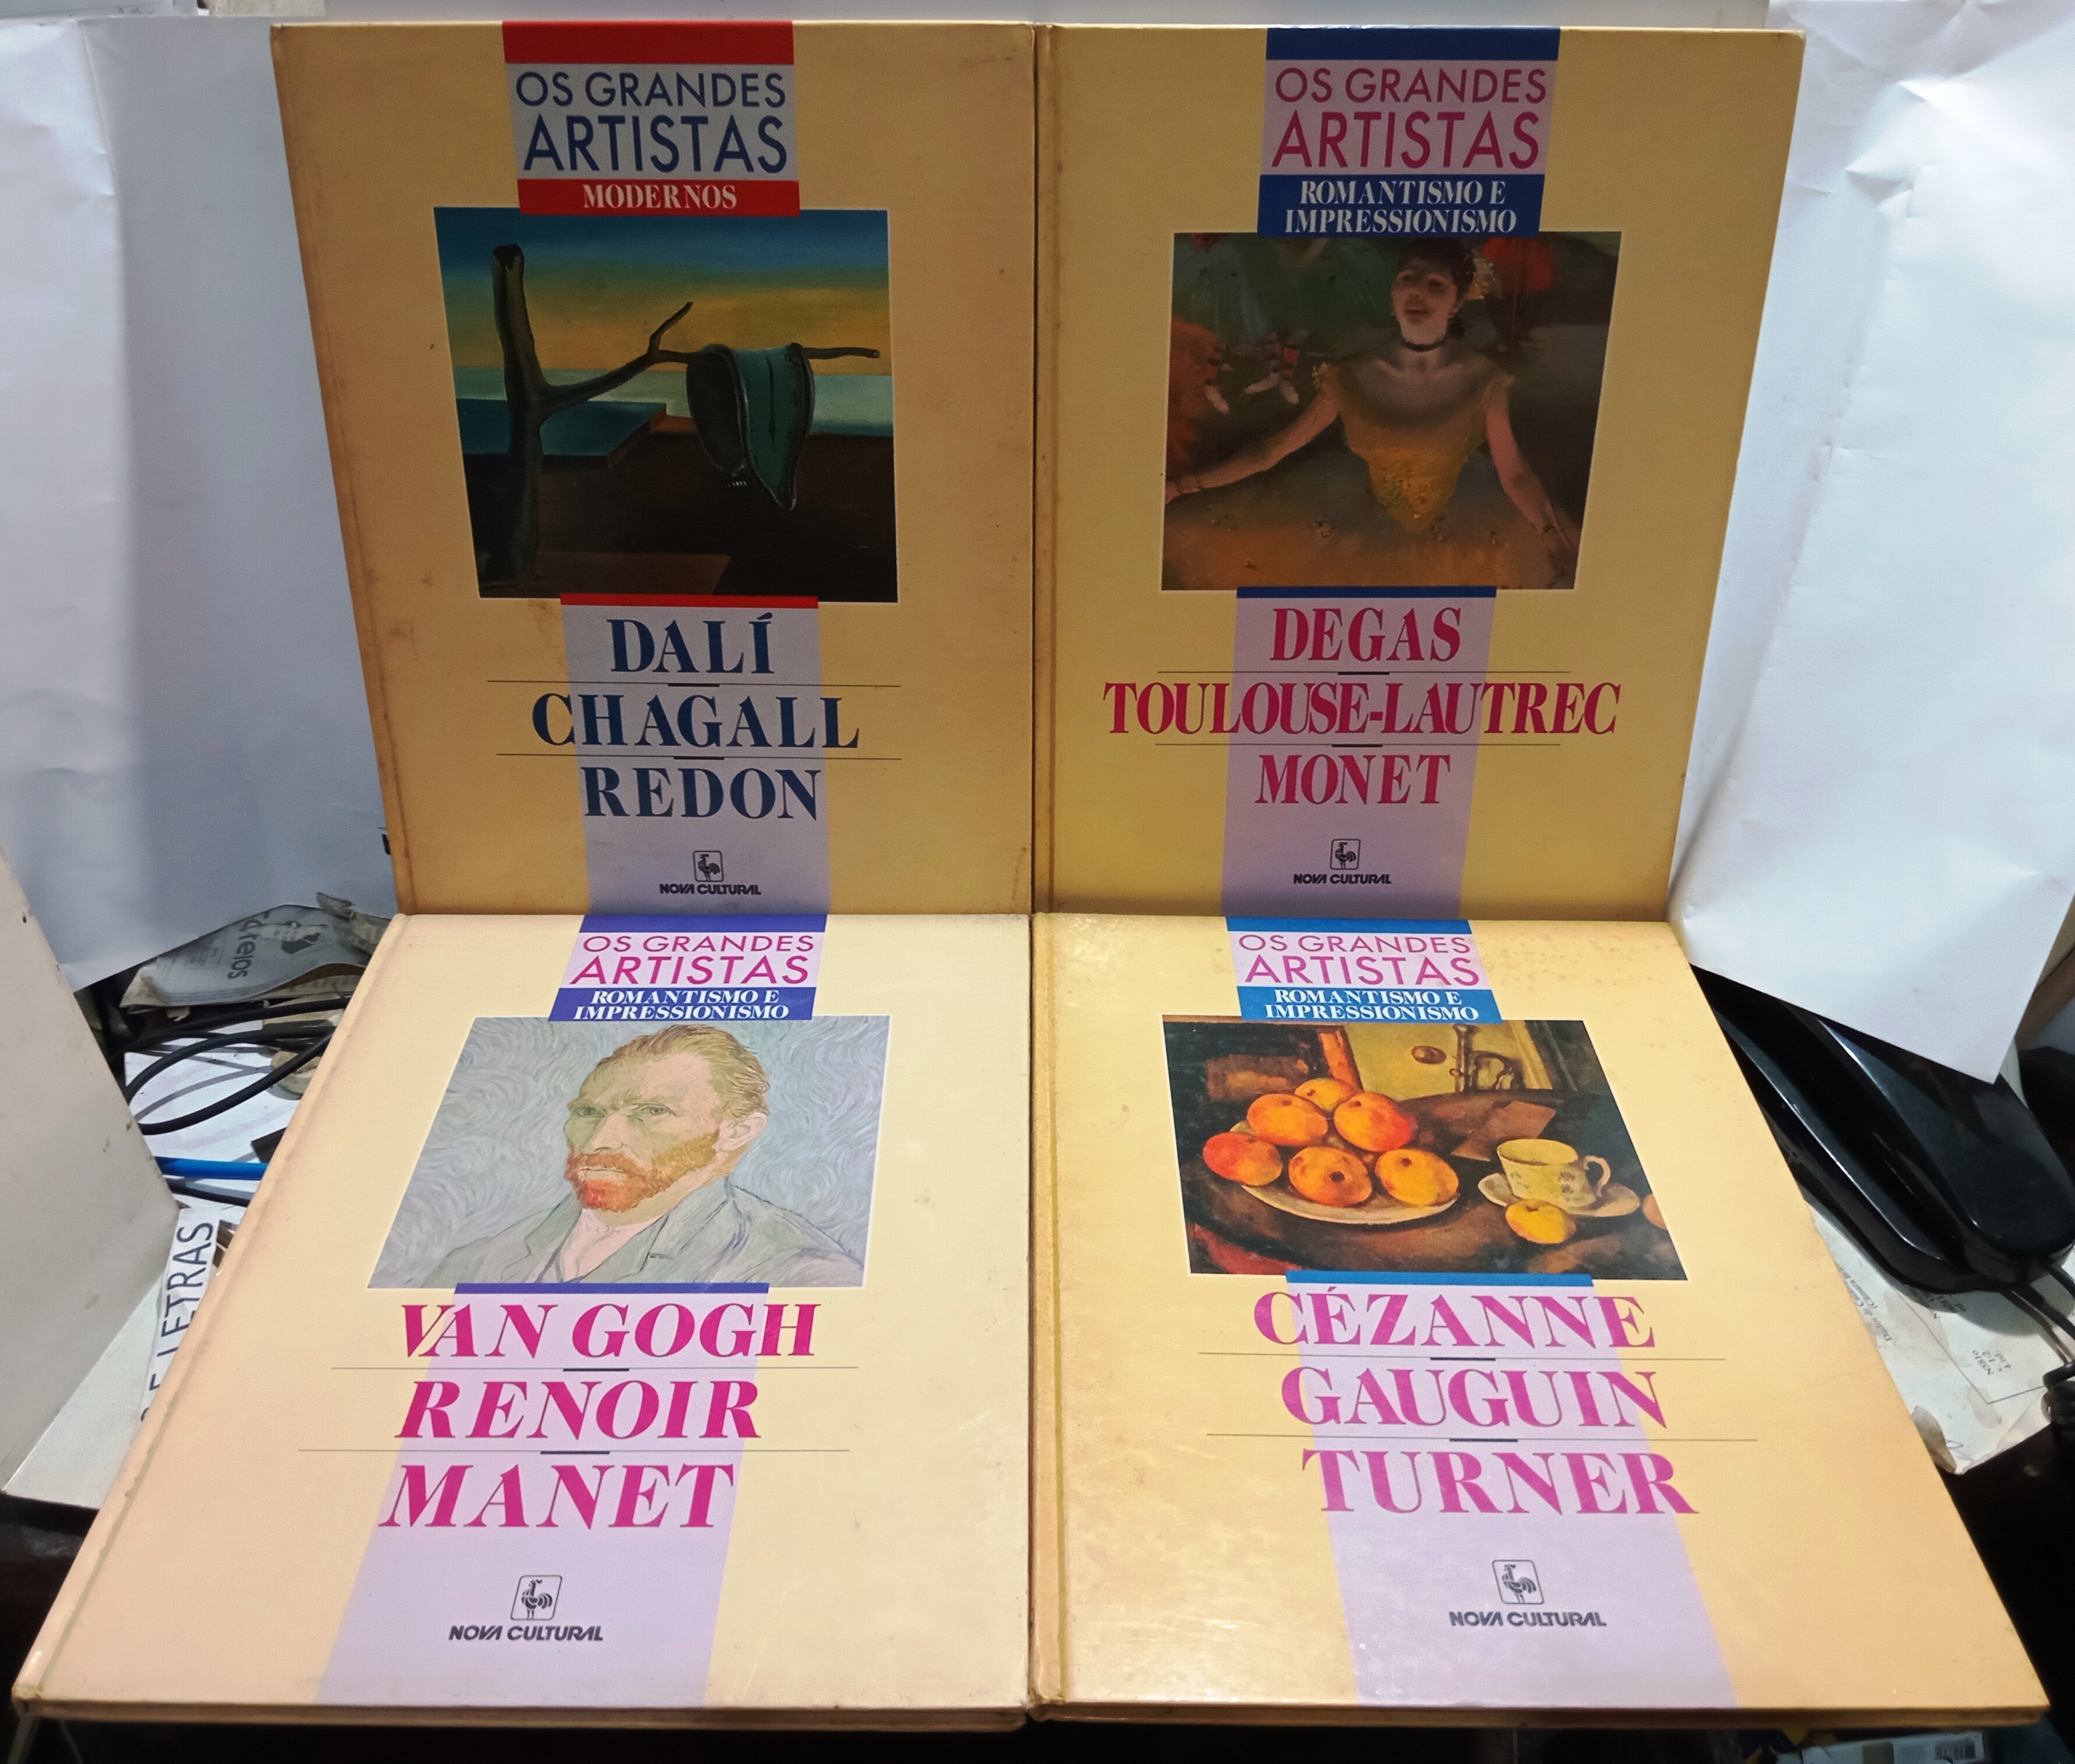 OS GRANDES
ARTISTAS
MODERNOS
DALÍ
CHAGALL
REDON
NOVA CULTURAL
OS GRANDES
ARTISTAS
ROMANTISMO E
IMPRESSIONISMO
DEGAS
TOULOUSE-LAUTREC
MONET
NOVA CULTURAL
OS GRANDES
ARTISTAS
ROMANTISMO E
IMPRESSIONISMO
VAN GOGH
RENOIR
MANET
NOVA CULTURAL
OS GRANDES
ARTISTAS
ROMANTISMO E
IMPRESSIONISMO
CÉZANNE
GAUGUIN
TURNER
NOVA CULTURAL
LETRAS